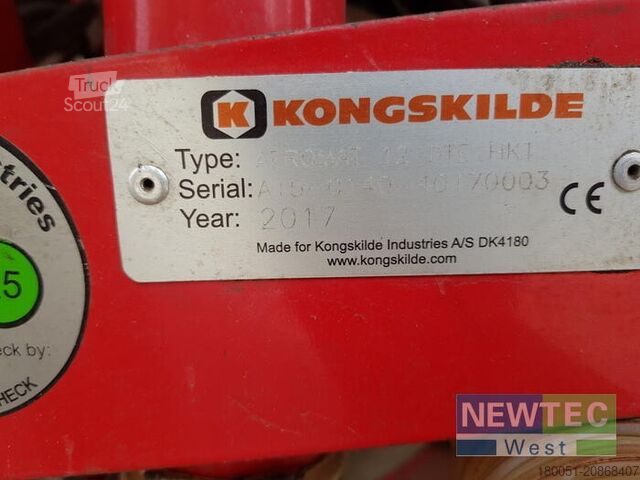 Truck
Scout24
K KONGSKILDE
Type: HKI
Serial:
Year: 2017
CE
Made for Kongskilde Industries A/S DK4180
www.kongskilde.com
5
eck by:
HECK
NEWTEC
West
180051-20868407